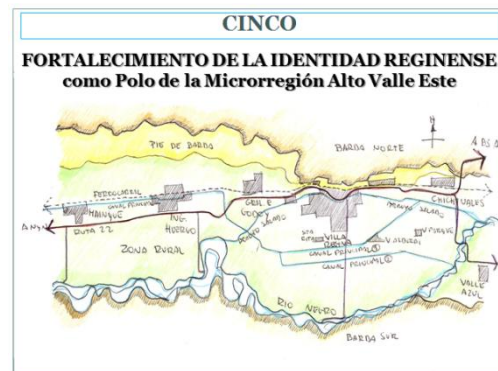 CINCO
FORTALECIMIENTO DE LA IDENTIDAD REGINENSE
como Polo de la Microrregión Alto Valle Este
PIE DE BARDA
BARDA NORTE
FERROCARRIL
CHICHINALES
MAINQUE
ING.
HUERGO
GRAL E
GODOY
RUTA 22
ZONA RURAL
VILLA
REGINA
CANAL PRINCIPAL
CANAL PRINCIPAL
VALLE
AZUL
RIO NEGRO
BARDA SUR